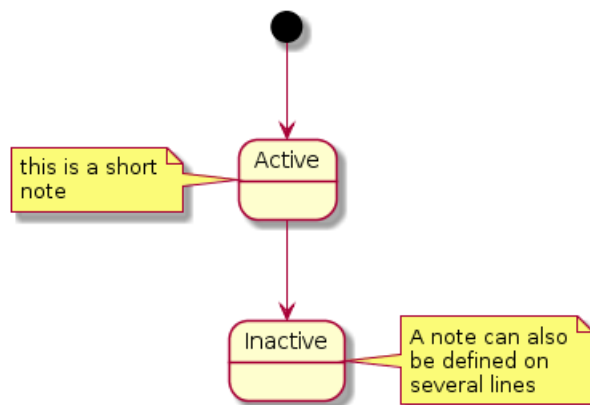 Active
this is a short
note
Inactive
A note can also
be defined on
several lines